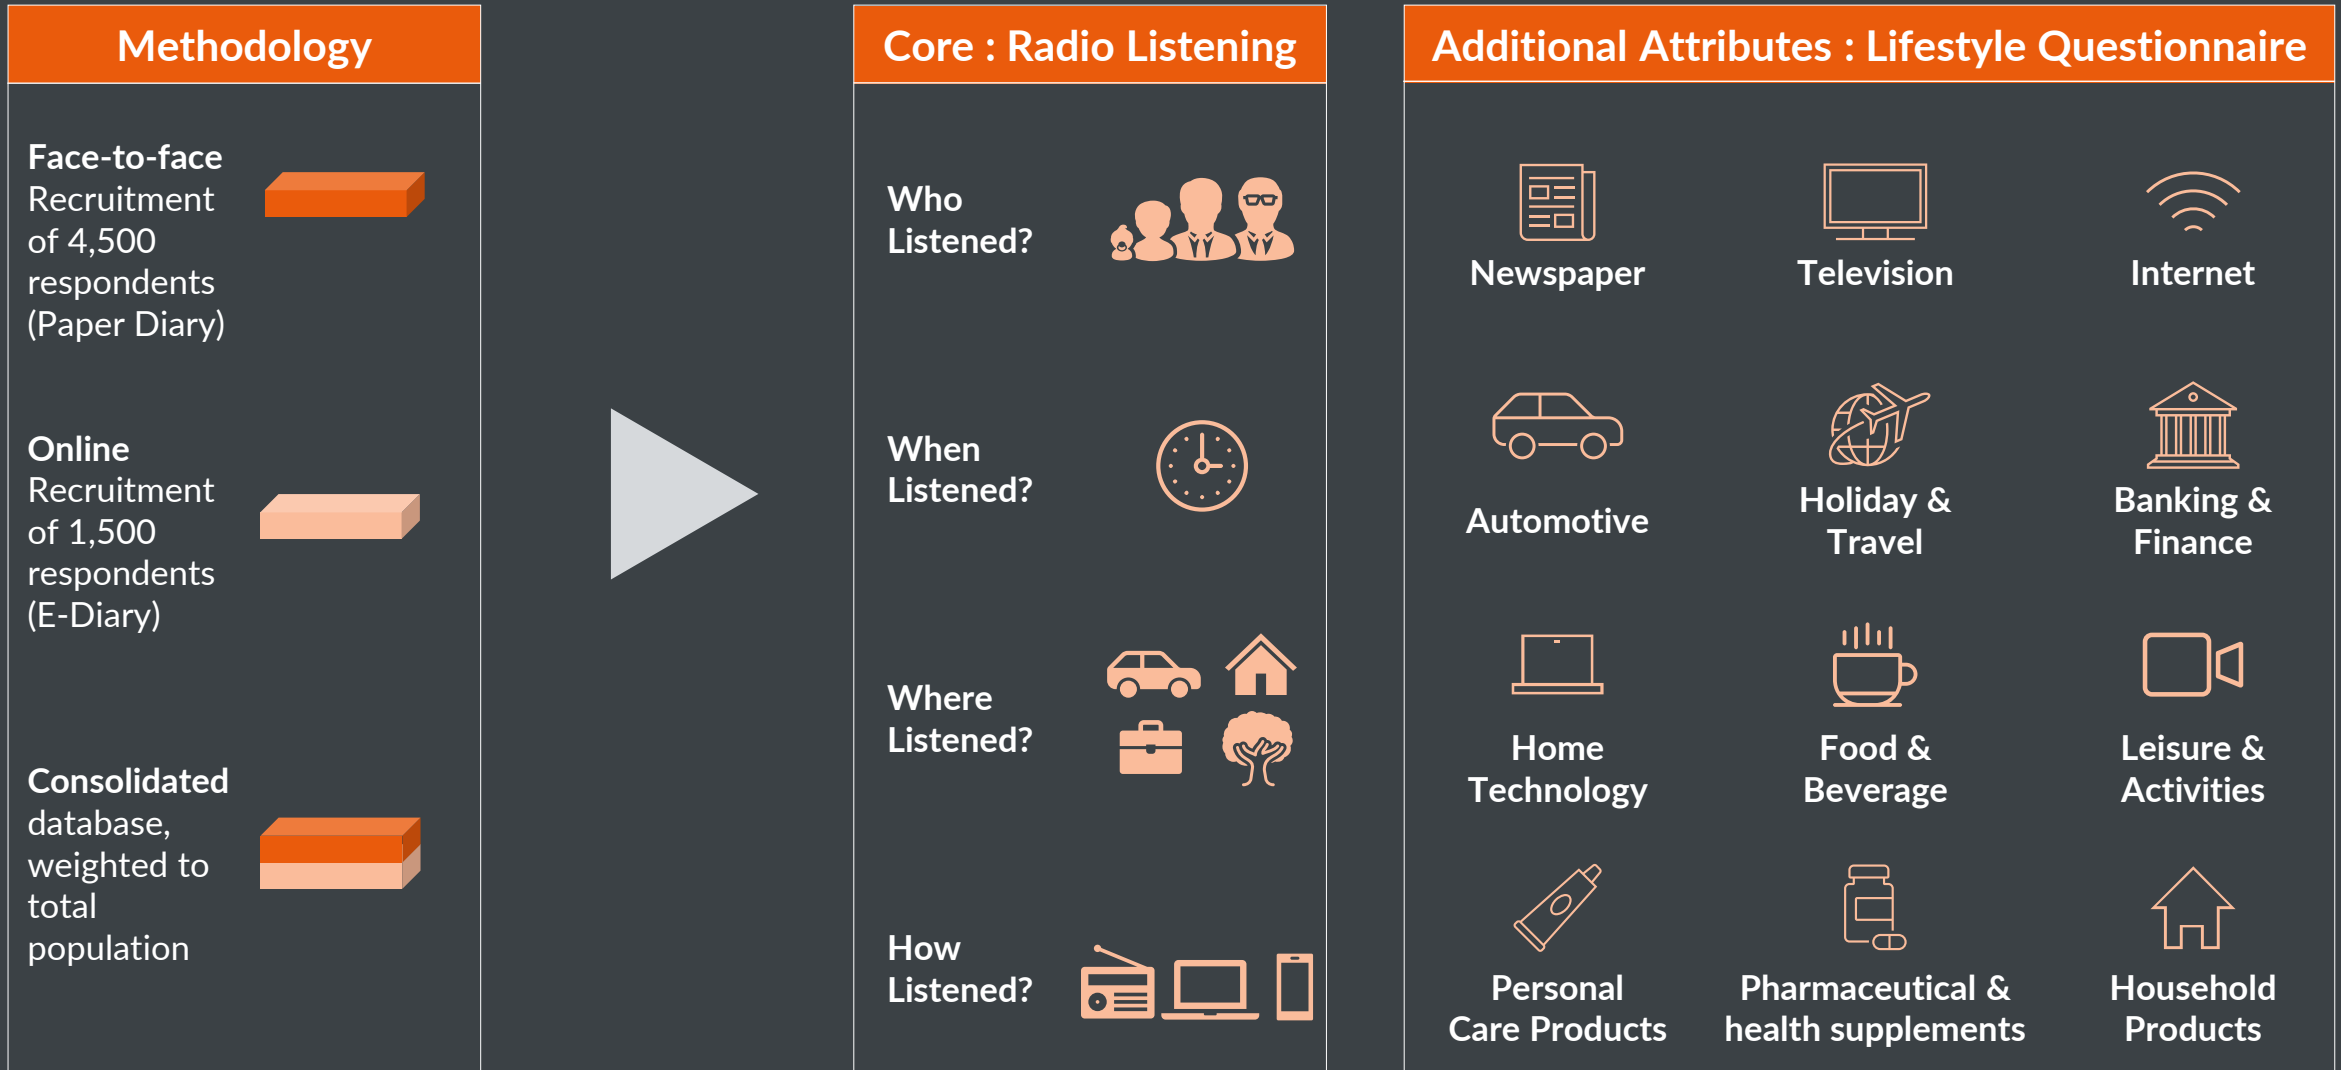 Methodology
Face-to-face
Recruitment
of 4,500
respondents
(Paper Diary)
Online
Recruitment
of 1,500
respondents
(E-Diary)
Consolidated
database,
weighted to
total
population
Core : Radio Listening
Who
Listened?
When
Listened?
Where
Listened?
How
Listened?
Additional Attributes : Lifestyle Questionnaire
Newspaper
Television
Internet
Automotive
Holiday &
Travel
Banking &
Finance
Home
Technology
Food &
Beverage
Leisure &
Activities
Personal
Care Products
Pharmaceutical &
health supplements
Household
Products